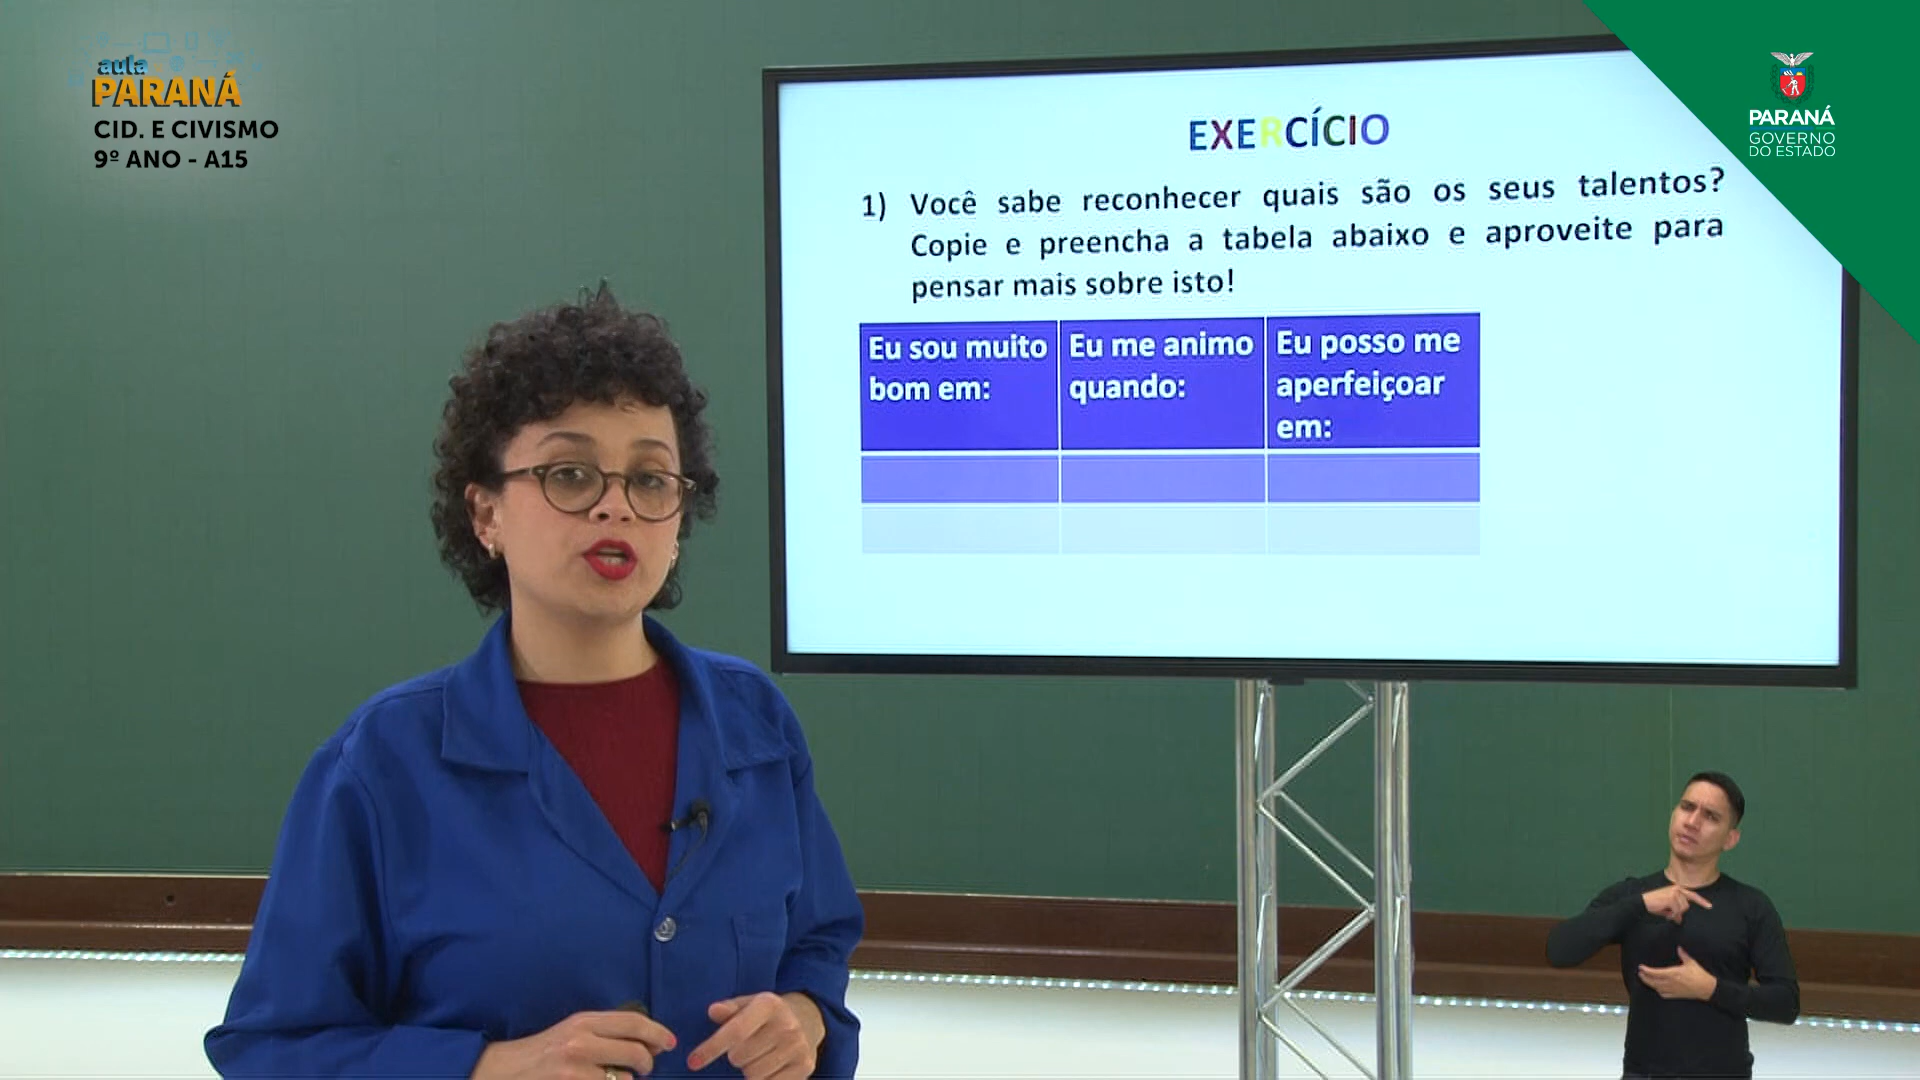 aula
PARANÁ
CID. E CIVISMO
9º ANO - A15
PARANÁ
GOVERNO
DO ESTADO
EXERCÍCIO
1) Você sabe reconhecer quais são os seus talentos?
Copie e preencha a tabela abaixo e aproveite para
pensar mais sobre isto!
Eu sou muito
bom em:
Eu me animo
quando:
Eu posso me
aperfeiçoar
em: